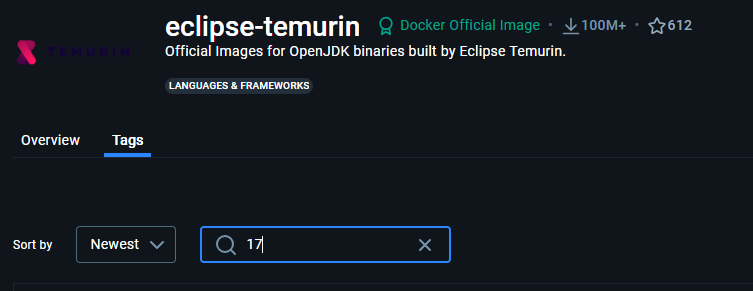 eclipse-temurin Docker Official Image · 100M+ · 612
TEMURIN
Official Images for OpenJDK binaries built by Eclipse Temurin.
LANGUAGES & FRAMEWORKS
Overview Tags
Sort by Newest 17